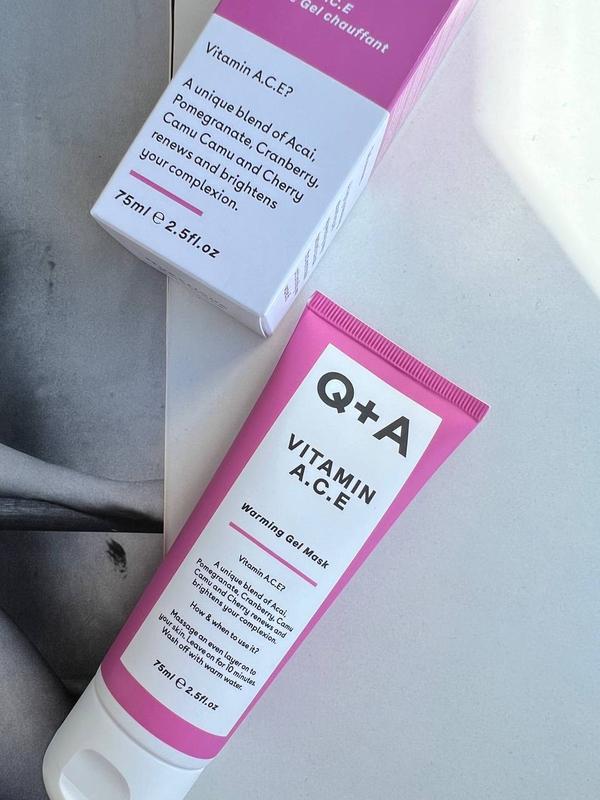 A.C.E
Gel chauffant
Vitamin A.C.E?
A unique blend of Acai,
Pomegranate, Cranberry,
Camu Camu and Cherry
renews and brightens
your complexion.
75ml ℮ 2.5fl.oz
Q+A
VITAMIN
A.C.E
Warming Gel Mask
Vitamin A.C.E?
A unique blend of Acai,
Pomegranate, Cranberry, Camu
Camu and Cherry renews and
brightens your complexion.
How & when to use it?
Massage an even layer on to
your skin. Leave on for 10 minutes.
Wash off with warm water.
75ml ℮ 2.5fl.oz